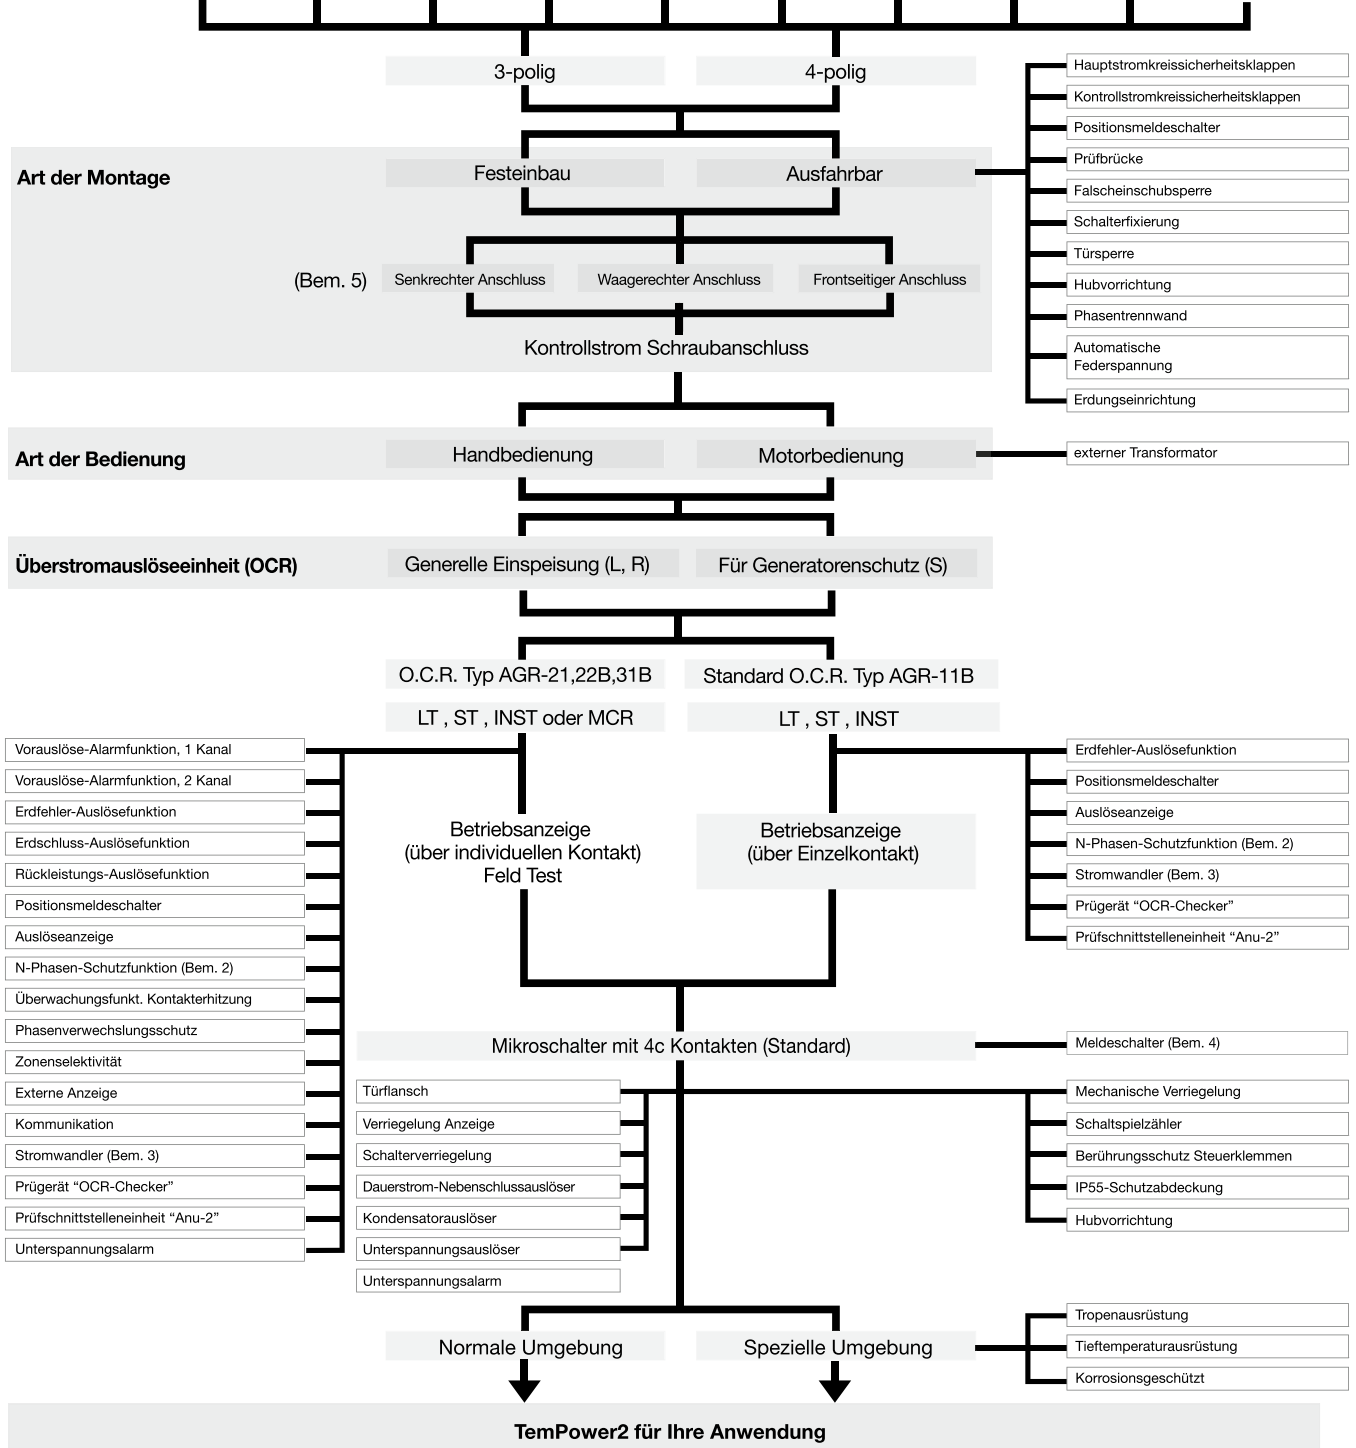 3-polig
4-polig
Hauptstromkreissicherheitsklappen
Kontrollstromkreissicherheitsklappen
Positionsmeldeschalter
Prüfbrücke
Falscheinschubsperre
Schalterfixierung
Türsperre
Hubvorrichtung
Phasentrennwand
Automatische
Federspannung
Erdungseinrichtung
Art der Montage
Festeinbau
Ausfahrbar
(Bem. 5)
Senkrechter Anschluss
Waagerechter Anschluss
Frontseitiger Anschluss
Kontrollstrom Schraubanschluss
Art der Bedienung
Handbedienung
Motorbedienung
externer Transformator
Überstromauslöseeinheit (OCR)
Generelle Einspeisung (L, R)
Für Generatorenschutz (S)
O.C.R. Typ AGR-21,22B,31B
Standard O.C.R. Typ AGR-11B
LT , ST , INST oder MCR
LT , ST , INST
Vorauslöse-Alarmfunktion, 1 Kanal
Vorauslöse-Alarmfunktion, 2 Kanal
Erdfehler-Auslösefunktion
Erdschluss-Auslösefunktion
Rückleistungs-Auslösefunktion
Positionsmeldeschalter
Auslöseanzeige
N-Phasen-Schutzfunktion (Bem. 2)
Überwachungsfunkt. Kontakterhitzung
Phasenverwechslungsschutz
Zonenselektivität
Externe Anzeige
Kommunikation
Stromwandler (Bem. 3)
Prügerät “OCR-Checker”
Prüfschnittstelleneinheit “Anu-2”
Unterspannungsalarm
Betriebsanzeige
(über individuellen Kontakt)
Feld Test
Betriebsanzeige
(über Einzelkontakt)
Erdfehler-Auslösefunktion
Positionsmeldeschalter
Auslöseanzeige
N-Phasen-Schutzfunktion (Bem. 2)
Stromwandler (Bem. 3)
Prügerät “OCR-Checker”
Prüfschnittstelleneinheit “Anu-2”
Mikroschalter mit 4c Kontakten (Standard)
Meldeschalter (Bem. 4)
Türflansch
Verriegelung Anzeige
Schalterverriegelung
Dauerstrom-Nebenschlussauslöser
Kondensatorauslöser
Unterspannungsauslöser
Unterspannungsalarm
Mechanische Verriegelung
Schaltspielzähler
Berührungsschutz Steuerklemmen
IP55-Schutzabdeckung
Hubvorrichtung
Normale Umgebung
Spezielle Umgebung
Tropenausrüstung
Tieftemperaturausrüstung
Korrosionsgeschützt
TemPower2 für Ihre Anwendung